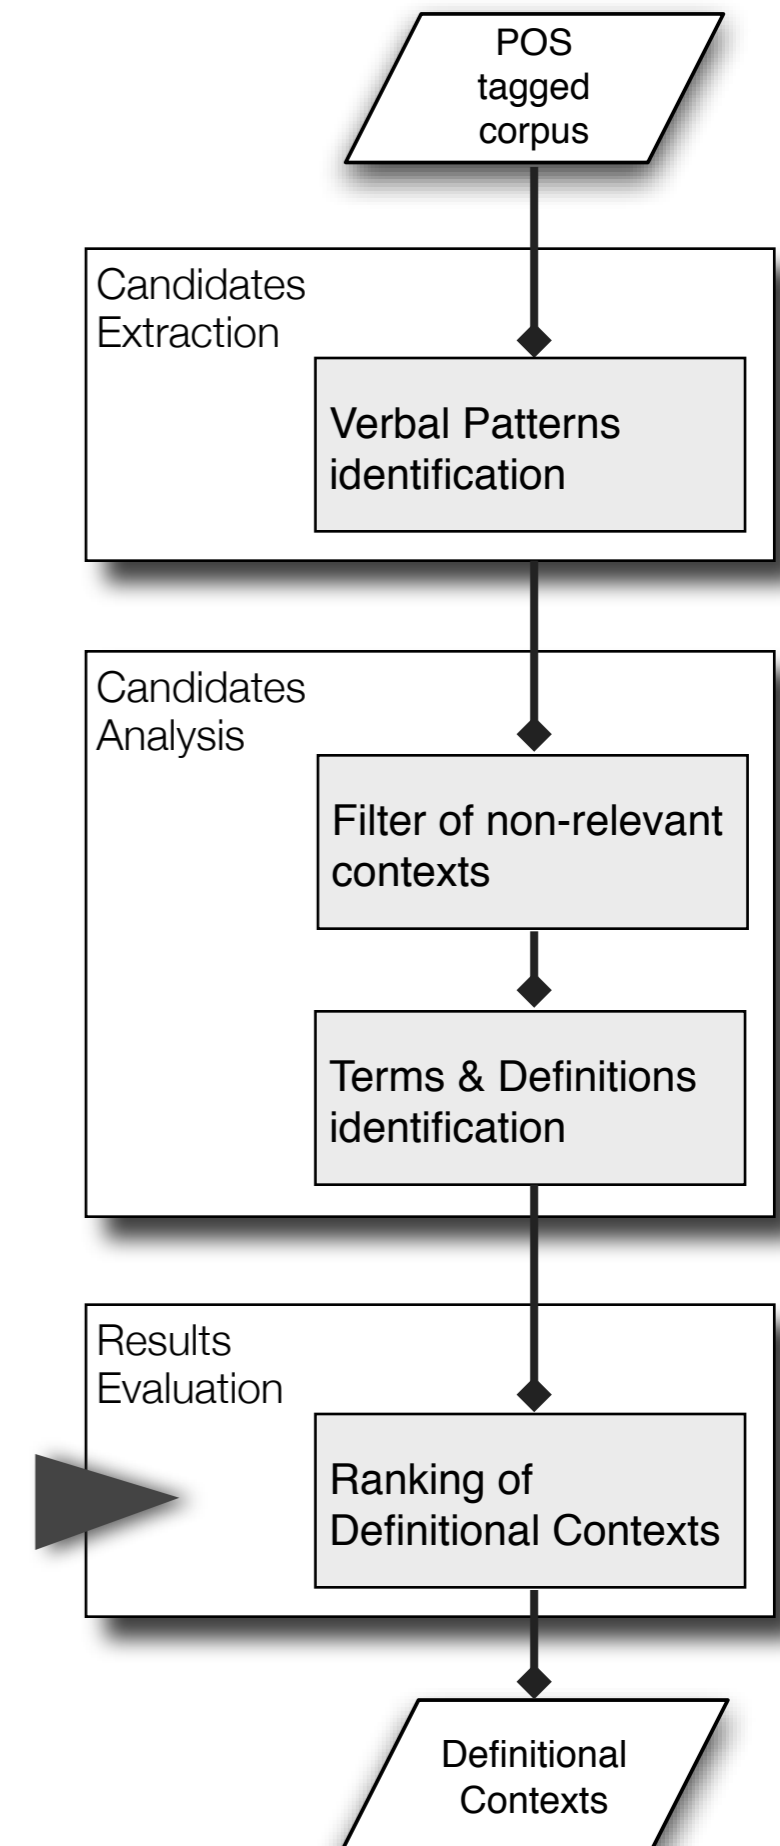 POS
tagged
corpus
Candidates
Extraction
Verbal Patterns
identification
Candidates
Analysis
Filter of non-relevant
contexts
Terms & Definitions
identification
Results
Evaluation
Ranking of
Definitional Contexts
Definitional
Contexts